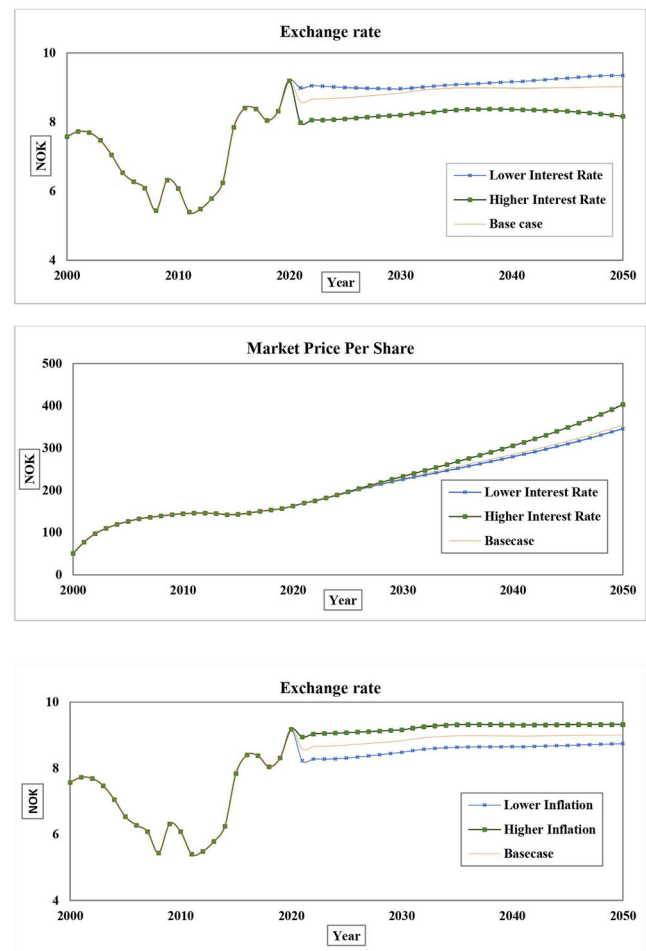 Exchange rate
10
8
6
4
NOK
2000
2010
2020
2030
2040
2050
Year
Lower Interest Rate
Higher Interest Rate
Base case
Market Price Per Share
500
400
300
200
100
0
NOK
2000
2010
2020
2030
2040
2050
Year
Lower Interest Rate
Higher Interest Rate
Basecase
Exchange rate
10
8
6
4
NOK
2000
2010
2020
2030
2040
2050
Year
Lower Inflation
Higher Inflation
Basecase